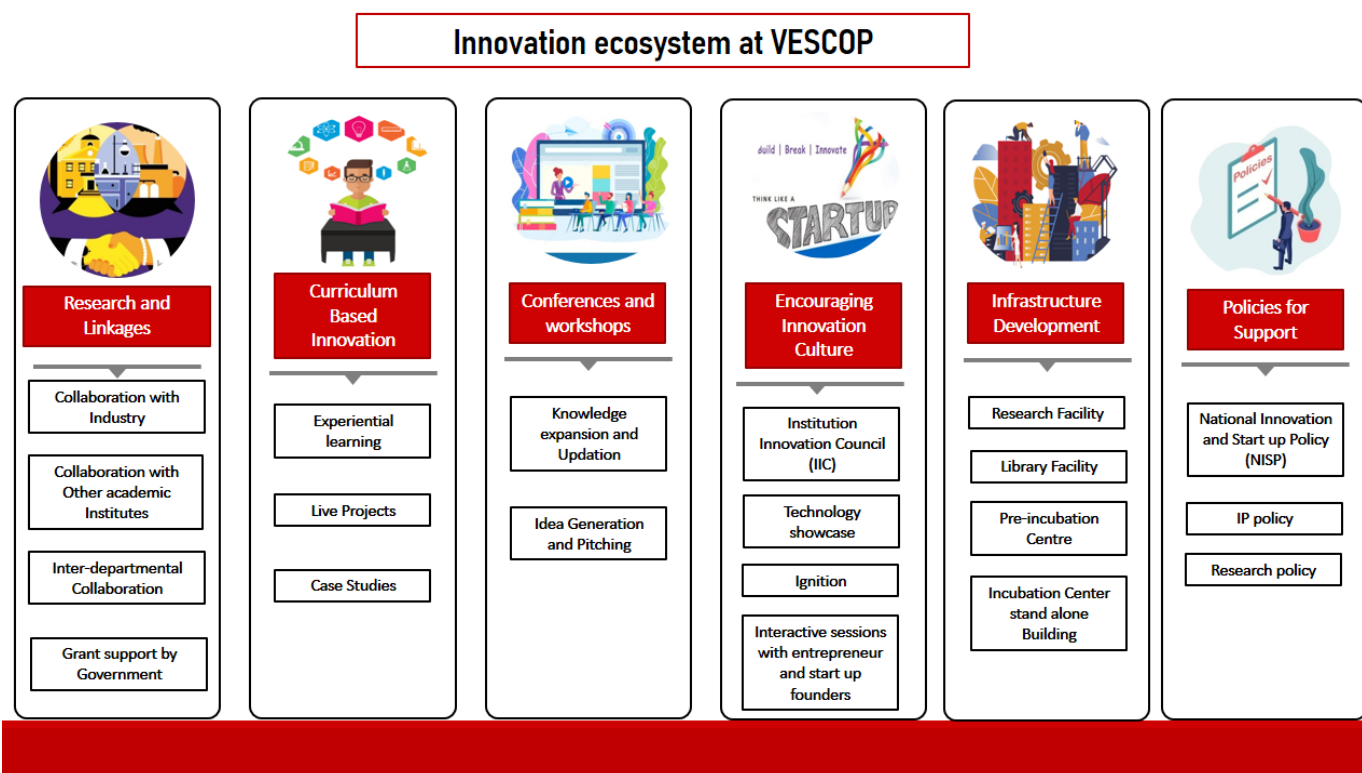 Innovation ecosystem at VESCOP
Research and
Linkages
Collaboration with
Industry
Collaboration with
Other academic
Institutes
Inter-departmental
Collaboration
Grant support by
Government
Curriculum
Based
Innovation
Experiential
learning
Live Projects
Case Studies
Conferences and
workshops
Knowledge
expansion and
Updation
Idea Generation
and Pitching
uild | Break | Innovate
THINK LIKE A
STARTUP
Encouraging
Innovation
Culture
Institution
Innovation Council
(IIC)
Technology
showcase
Ignition
Interactive sessions
with entrepreneur
and start up
founders
Infrastructure
Development
Research Facility
Library Facility
Pre-incubation
Centre
Incubation Center
stand alone
Building
Policies
Policies for
Support
National Innovation
and Start up Policy
(NISP)
IP policy
Research policy